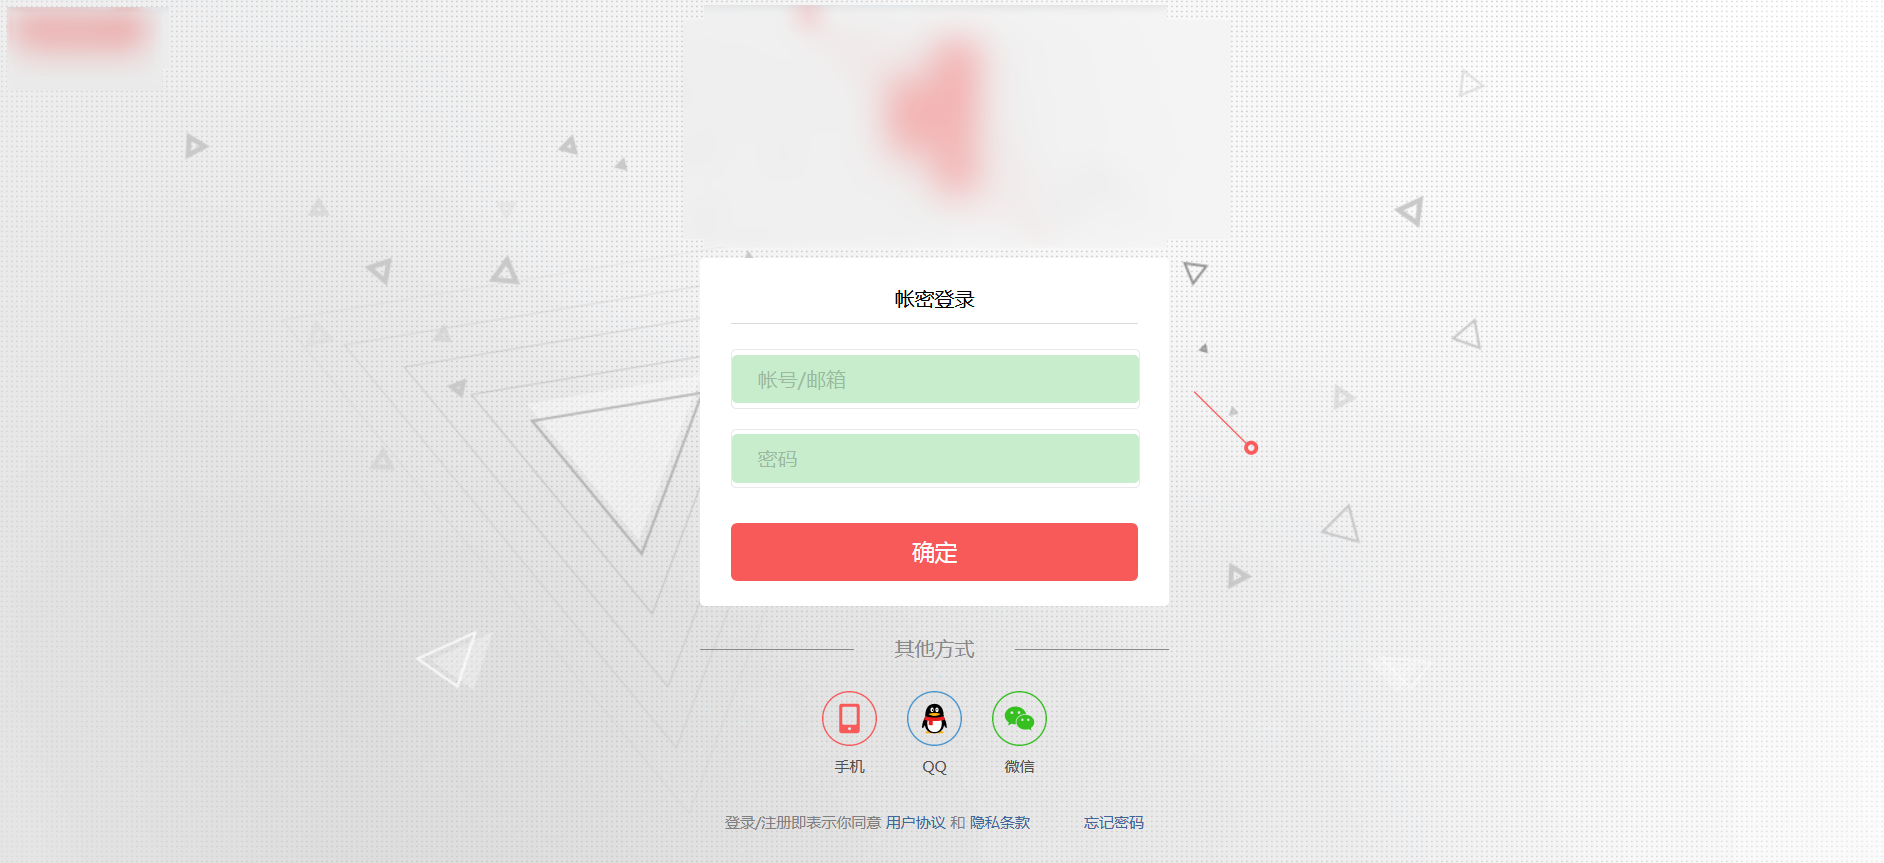 帐密登录
帐号/邮箱
密码
确定
其他方式
手机 QQ 微信
登录/注册即表示你同意 用户协议 和 隐私条款 忘记密码